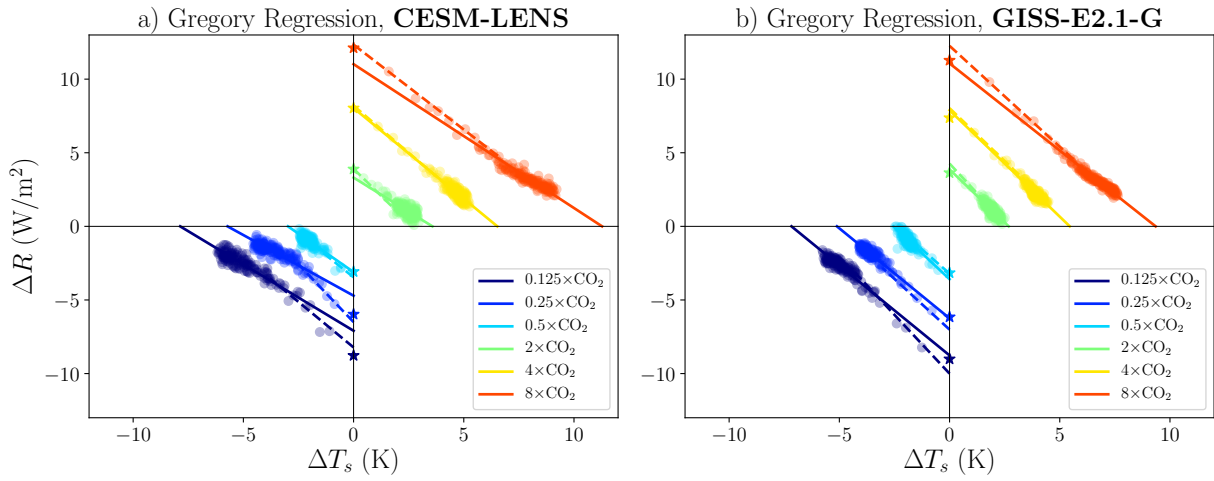 a) Gregory Regression, CESM-LENS
10
5
0
−5
−10
ΔR (W/m²)
−10
−5
0
5
10
ΔTₛ (K)
0.125×CO₂
0.25×CO₂
0.5×CO₂
2×CO₂
4×CO₂
8×CO₂
b) Gregory Regression, GISS-E2.1-G
10
5
0
−5
−10
−10
−5
0
5
10
ΔTₛ (K)
0.125×CO₂
0.25×CO₂
0.5×CO₂
2×CO₂
4×CO₂
8×CO₂